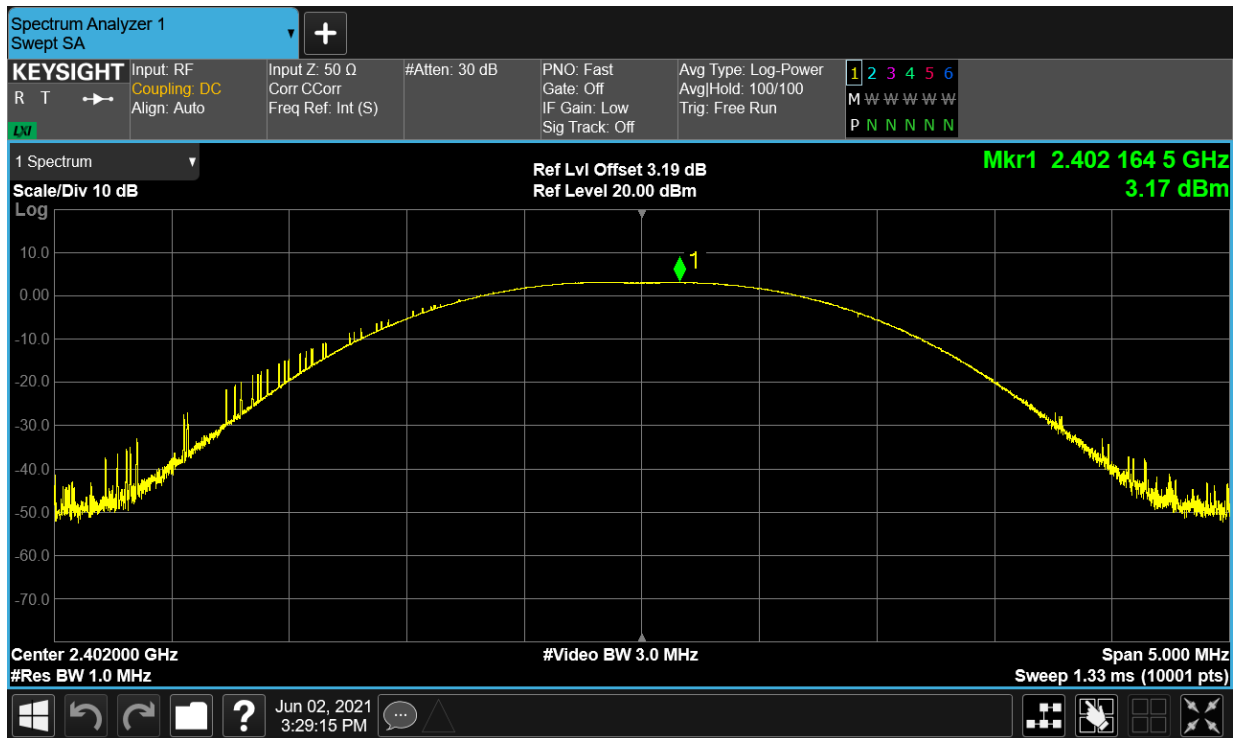 Spectrum Analyzer 1
Swept SA
KEYSIGHT
R T
LXI
Input: RF
Coupling: DC
Align: Auto
Input Z: 50 Ω
Corr CCorr
Freq Ref: Int (S)
#Atten: 30 dB
PNO: Fast
Gate: Off
IF Gain: Low
Sig Track: Off
Avg Type: Log-Power
Avg|Hold: 100/100
Trig: Free Run
1 2 3 4 5 6
M W W W W W
P N N N N N
1 Spectrum
Scale/Div 10 dB
Log
Ref Lvl Offset 3.19 dB
Ref Level 20.00 dBm
Mkr1 2.402 164 5 GHz
3.17 dBm
1
10.0
0.00
-10.0
-20.0
-30.0
-40.0
-50.0
-60.0
-70.0
Center 2.402000 GHz
#Res BW 1.0 MHz
#Video BW 3.0 MHz
Span 5.000 MHz
Sweep 1.33 ms (10001 pts)
?
Jun 02, 2021
3:29:15 PM